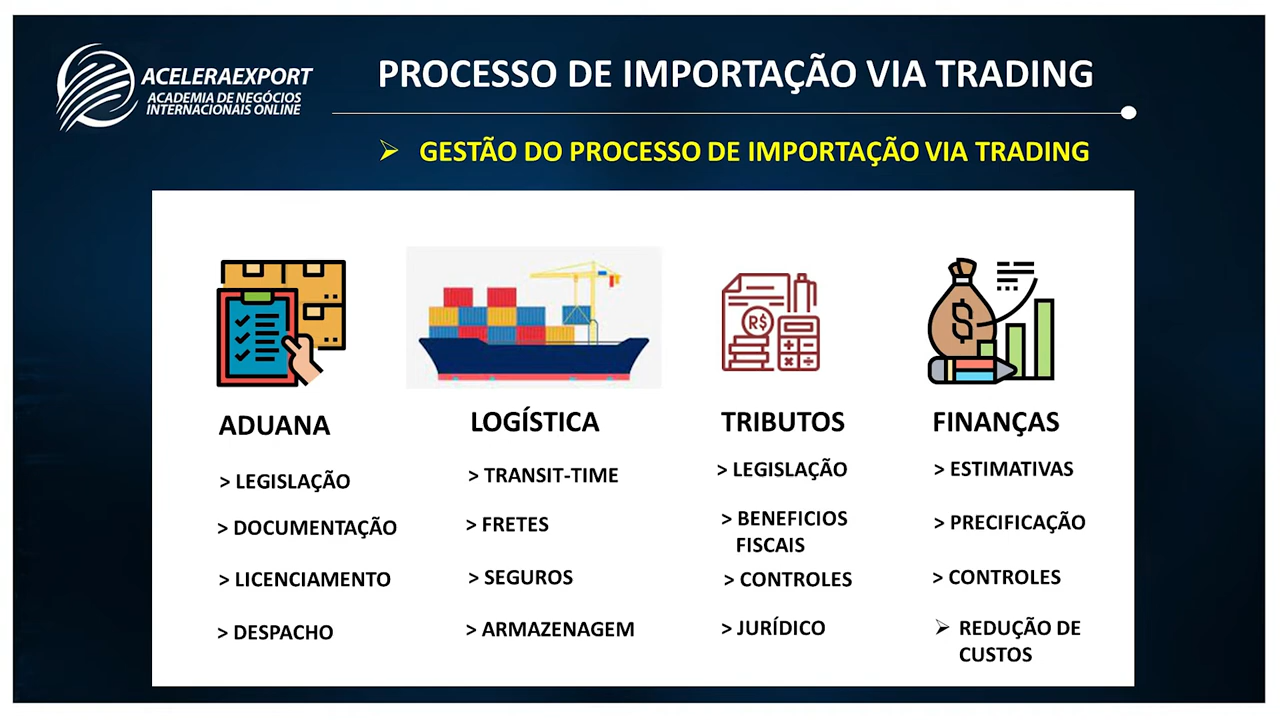 ACELERAEXPORT
ACADEMIA DE NEGÓCIOS
INTERNACIONAIS ONLINE
PROCESSO DE IMPORTAÇÃO VIA TRADING
➢ GESTÃO DO PROCESSO DE IMPORTAÇÃO VIA TRADING
R$
$
ADUANA
> LEGISLAÇÃO
> DOCUMENTAÇÃO
> LICENCIAMENTO
> DESPACHO
LOGÍSTICA
> TRANSIT-TIME
> FRETES
> SEGUROS
> ARMAZENAGEM
TRIBUTOS
> LEGISLAÇÃO
> BENEFICIOS
FISCAIS
> CONTROLES
> JURÍDICO
FINANÇAS
> ESTIMATIVAS
> PRECIFICAÇÃO
> CONTROLES
➢ REDUÇÃO DE
CUSTOS